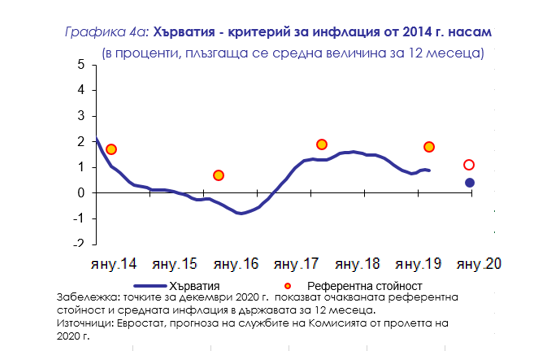 Графика 4а: Хърватия - критерий за инфлация от 2014 г. насам
(в проценти, плъзгаща се средна величина за 12 месеца)
5
4
3
2
1
0
-1
-2
яну.14 яну.15 яну.16 яну.17 яну.18 яну.19 яну.20
Хърватия Референтна стойност
Забележка: точките за декември 2020 г. показват очакваната референтна
стойност и средната инфлация в държавата за 12 месеца.
Източници: Евростат, прогноза на службите на Комисията от пролетта на
2020 г.